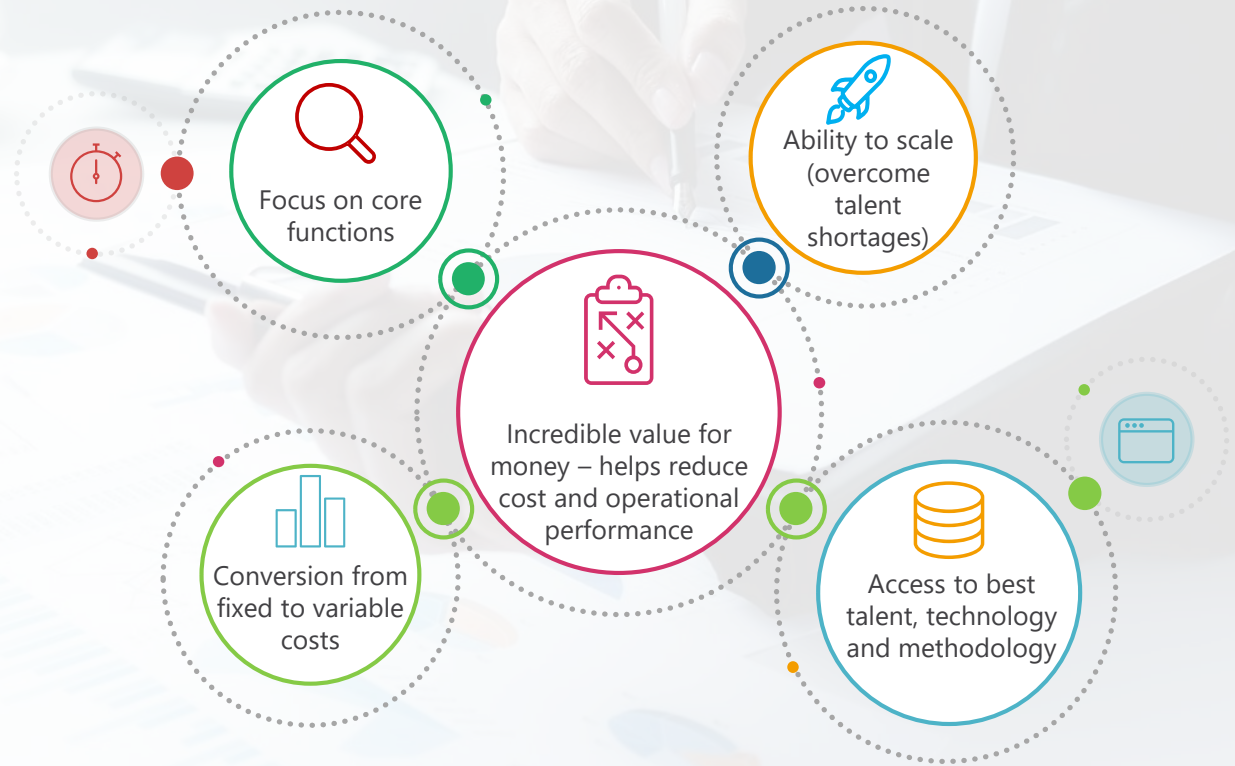 Focus on core
functions
Ability to scale
(overcome
talent
shortages)
Incredible value for
money – helps reduce
cost and operational
performance
Conversion from
fixed to variable
costs
Access to best
talent, technology
and methodology